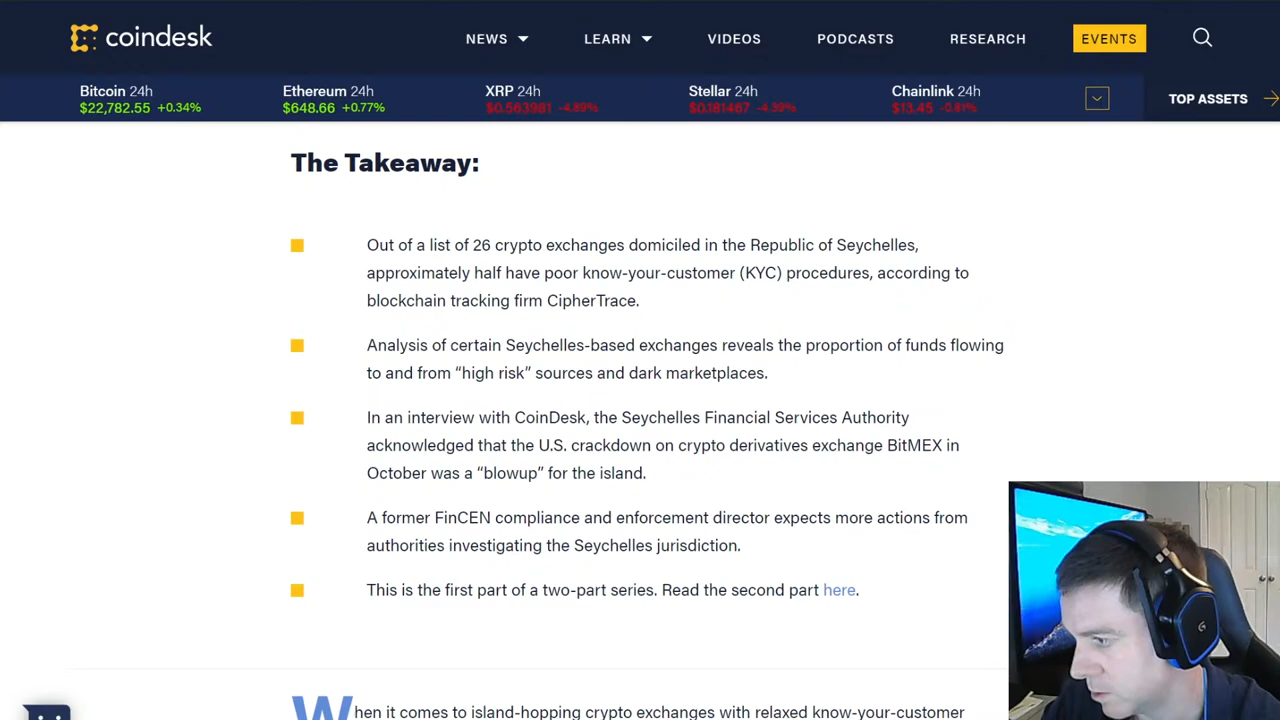 coindesk
NEWS LEARN VIDEOS PODCASTS RESEARCH EVENTS
Bitcoin 24h Ethereum 24h XRP 24h Stellar 24h Chainlink 24h
$22,782.55 +0.34% $648.66 +0.77% $0.563981 -4.89% $0.181467 -4.39% $13.45 -0.81%
TOP ASSETS
The Takeaway:
Out of a list of 26 crypto exchanges domiciled in the Republic of Seychelles,
approximately half have poor know-your-customer (KYC) procedures, according to
blockchain tracking firm CipherTrace.
Analysis of certain Seychelles-based exchanges reveals the proportion of funds flowing
to and from “high risk” sources and dark marketplaces.
In an interview with CoinDesk, the Seychelles Financial Services Authority
acknowledged that the U.S. crackdown on crypto derivatives exchange BitMEX in
October was a “blowup” for the island.
A former FinCEN compliance and enforcement director expects more actions from
authorities investigating the Seychelles jurisdiction.
This is the first part of a two-part series. Read the second part here.
When it comes to island-hopping crypto exchanges with relaxed know-your-customer